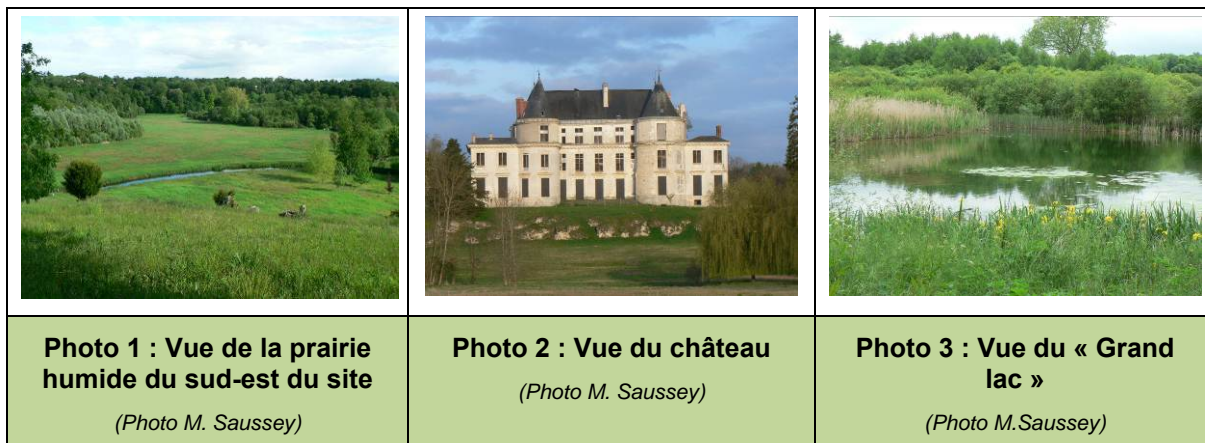 Photo 1 : Vue de la prairie
humide du sud-est du site
(Photo M. Saussey)
Photo 2 : Vue du château
(Photo M. Saussey)
Photo 3 : Vue du « Grand
lac »
(Photo M.Saussey)